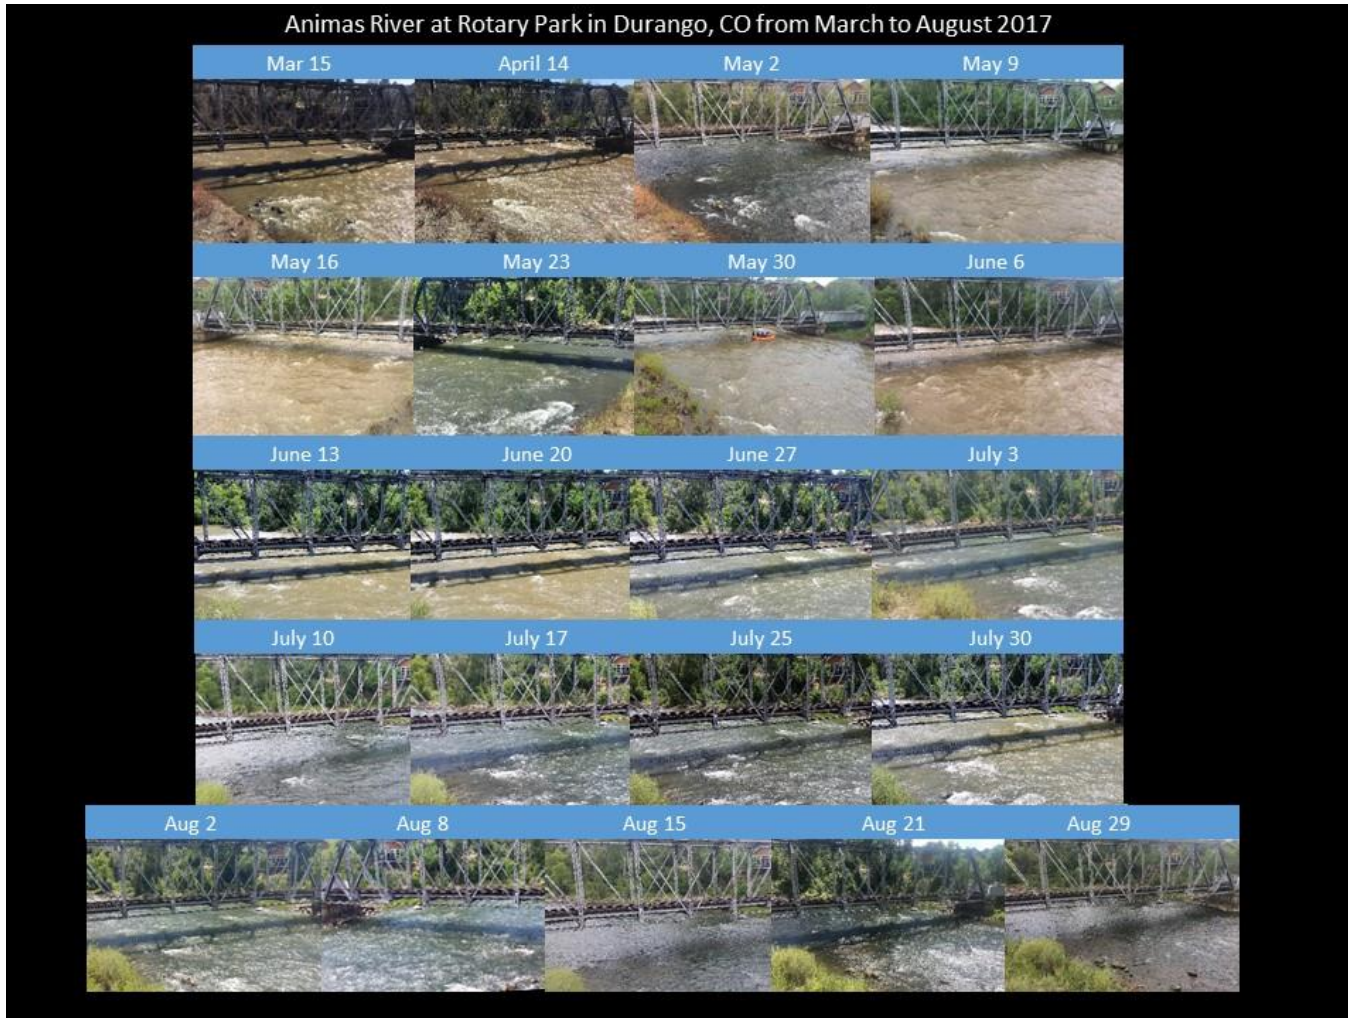 Animas River at Rotary Park in Durango, CO from March to August 2017
Mar 15 April 14 May 2 May 9
May 16 May 23 May 30 June 6
June 13 June 20 June 27 July 3
July 10 July 17 July 25 July 30
Aug 2 Aug 8 Aug 15 Aug 21 Aug 29